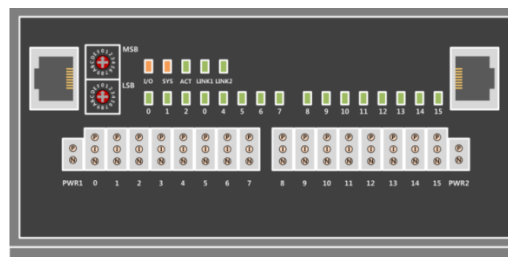 MSB
LSB
I/O SYS ACT LINK1 LINK2
0 1 2 0 4 5 6 7 8 9 10 11 12 13 14 15
P P P P P P P P P P P P P P P P
P I I I I I I I I I I I I I I I I P
N N N N N N N N N N N N N N N N N N
PWR1 0 1 2 3 4 5 6 7 8 9 10 11 12 13 14 15 PWR2